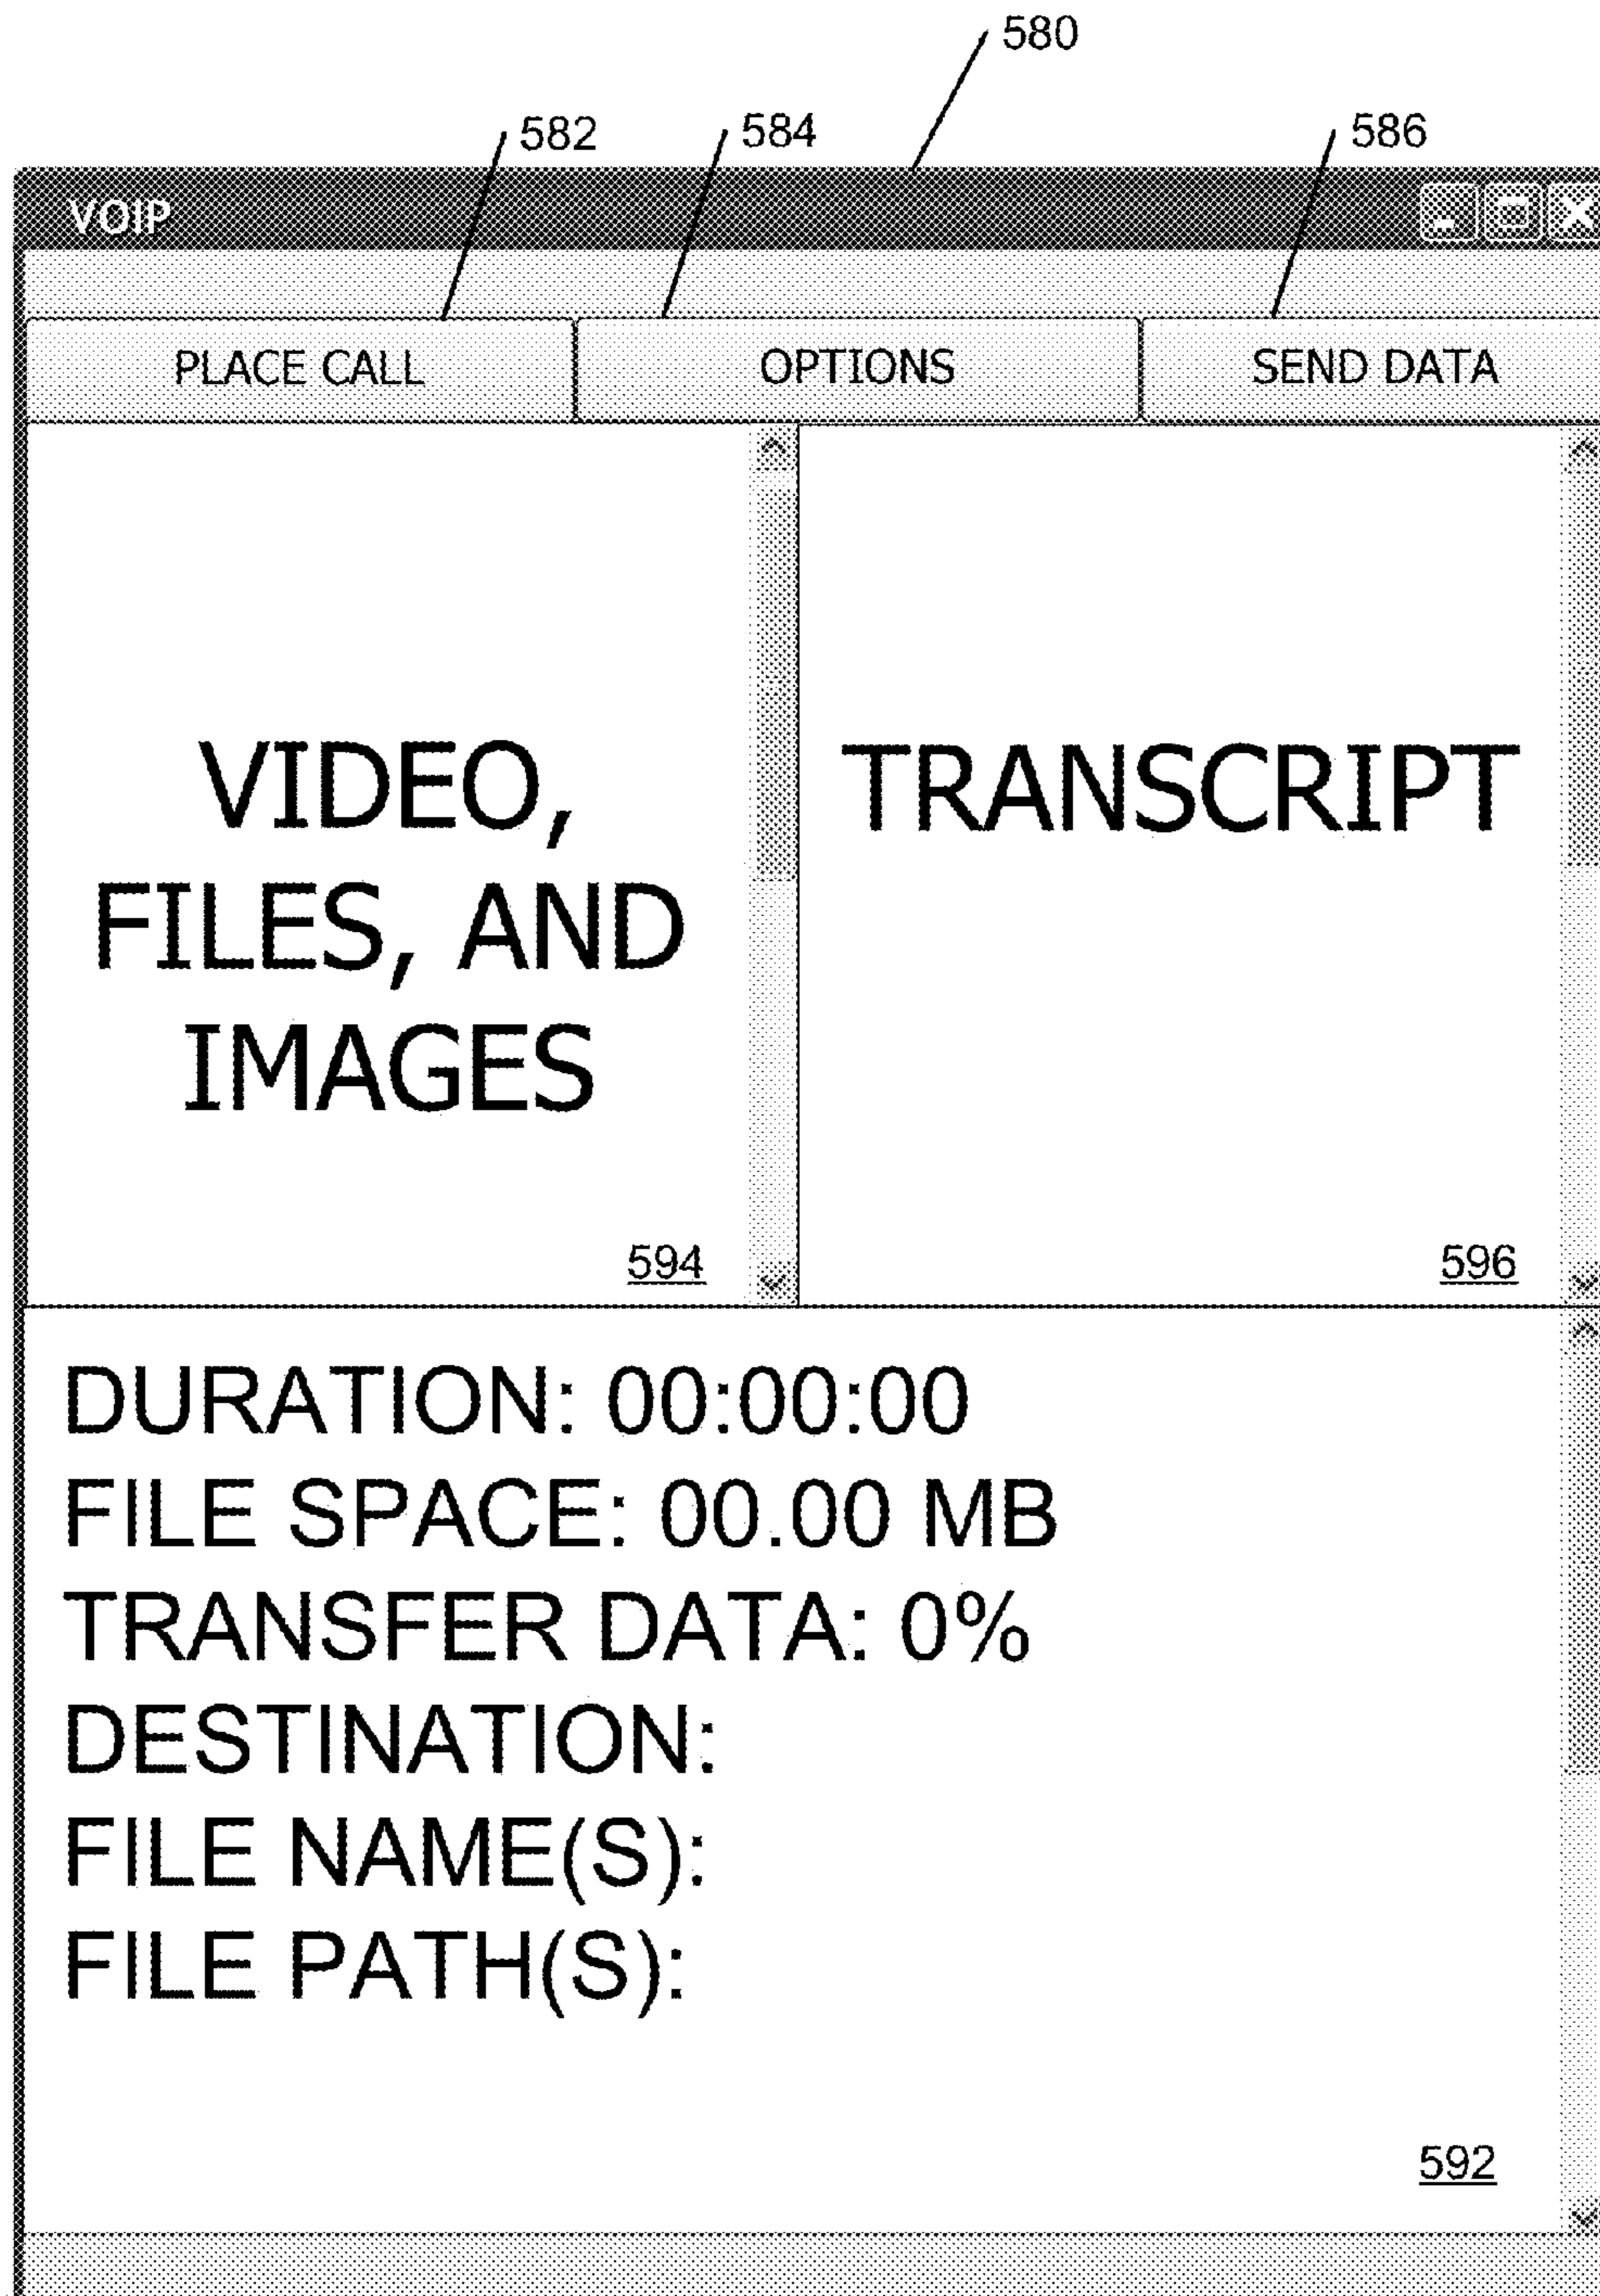 580
582
584
586
VOIP
PLACE CALL
OPTIONS
SEND DATA
VIDEO,
FILES, AND
IMAGES
594
TRANSCRIPT
596
DURATION: 00:00:00
FILE SPACE: 00.00 MB
TRANSFER DATA: 0%
DESTINATION:
FILE NAME(S):
FILE PATH(S):
592